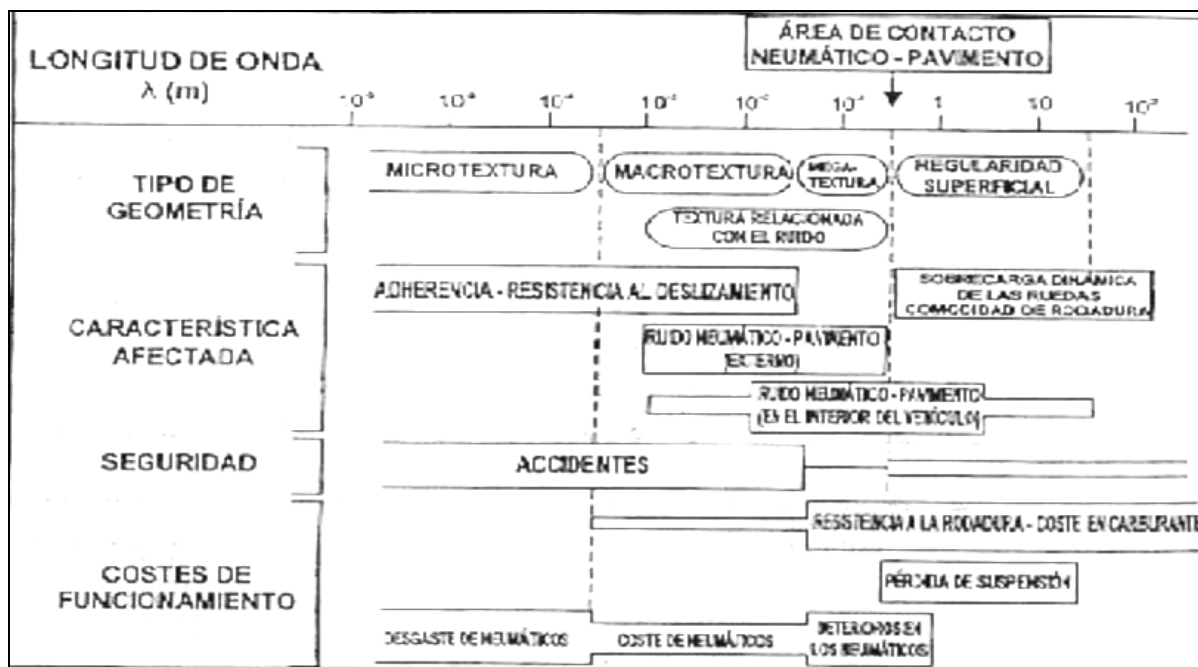 ÁREA DE CONTACTO
NEUMÁTICO - PAVIMENTO
LONGITUD DE ONDA
λ (m)
1 10
TIPO DE
GEOMETRÍA
MICROTEXTURA
MACROTEXTURA
MEGA-
TEXTURA
REGULARIDAD
SUPERFICIAL
TEXTURA RELACIONADA
CON EL RUIDO
CARACTERÍSTICA
AFECTADA
ADHERENCIA - RESISTENCIA AL DESLIZAMIENTO
SOBRECARGA DINÁMICA
DE LAS RUEDAS
COMODIDAD DE RODADURA
RUIDO NEUMÁTICO - PAVIMENTO
(EXTERNO)
RUIDO NEUMÁTICO - PAVIMENTO
(EN EL INTERIOR DEL VEHÍCULO)
SEGURIDAD
ACCIDENTES
COSTES DE
FUNCIONAMIENTO
RESISTENCIA A LA RODADURA - COSTE EN CARBURANTE
PÉRDIDA DE SUSPENSIÓN
DESGASTE DE NEUMÁTICOS
COSTE DE NEUMÁTICOS
DETERIOROS EN
LOS NEUMÁTICOS